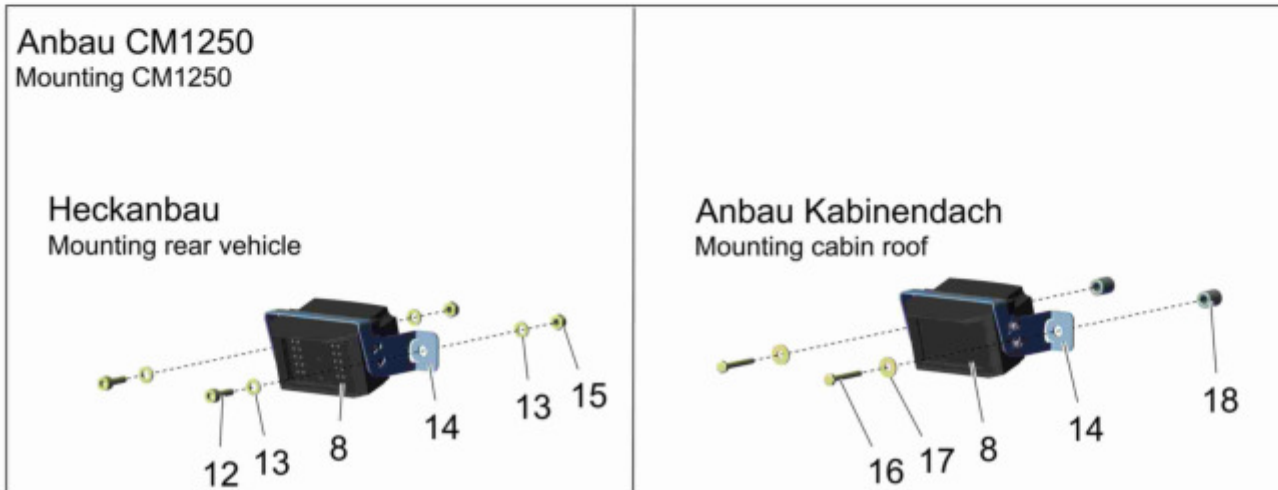 Anbau CM1250
Mounting CM1250
Heckanbau
Mounting rear vehicle
12
13
8
14
13
15
Anbau Kabinendach
Mounting cabin roof
16
17
8
14
18